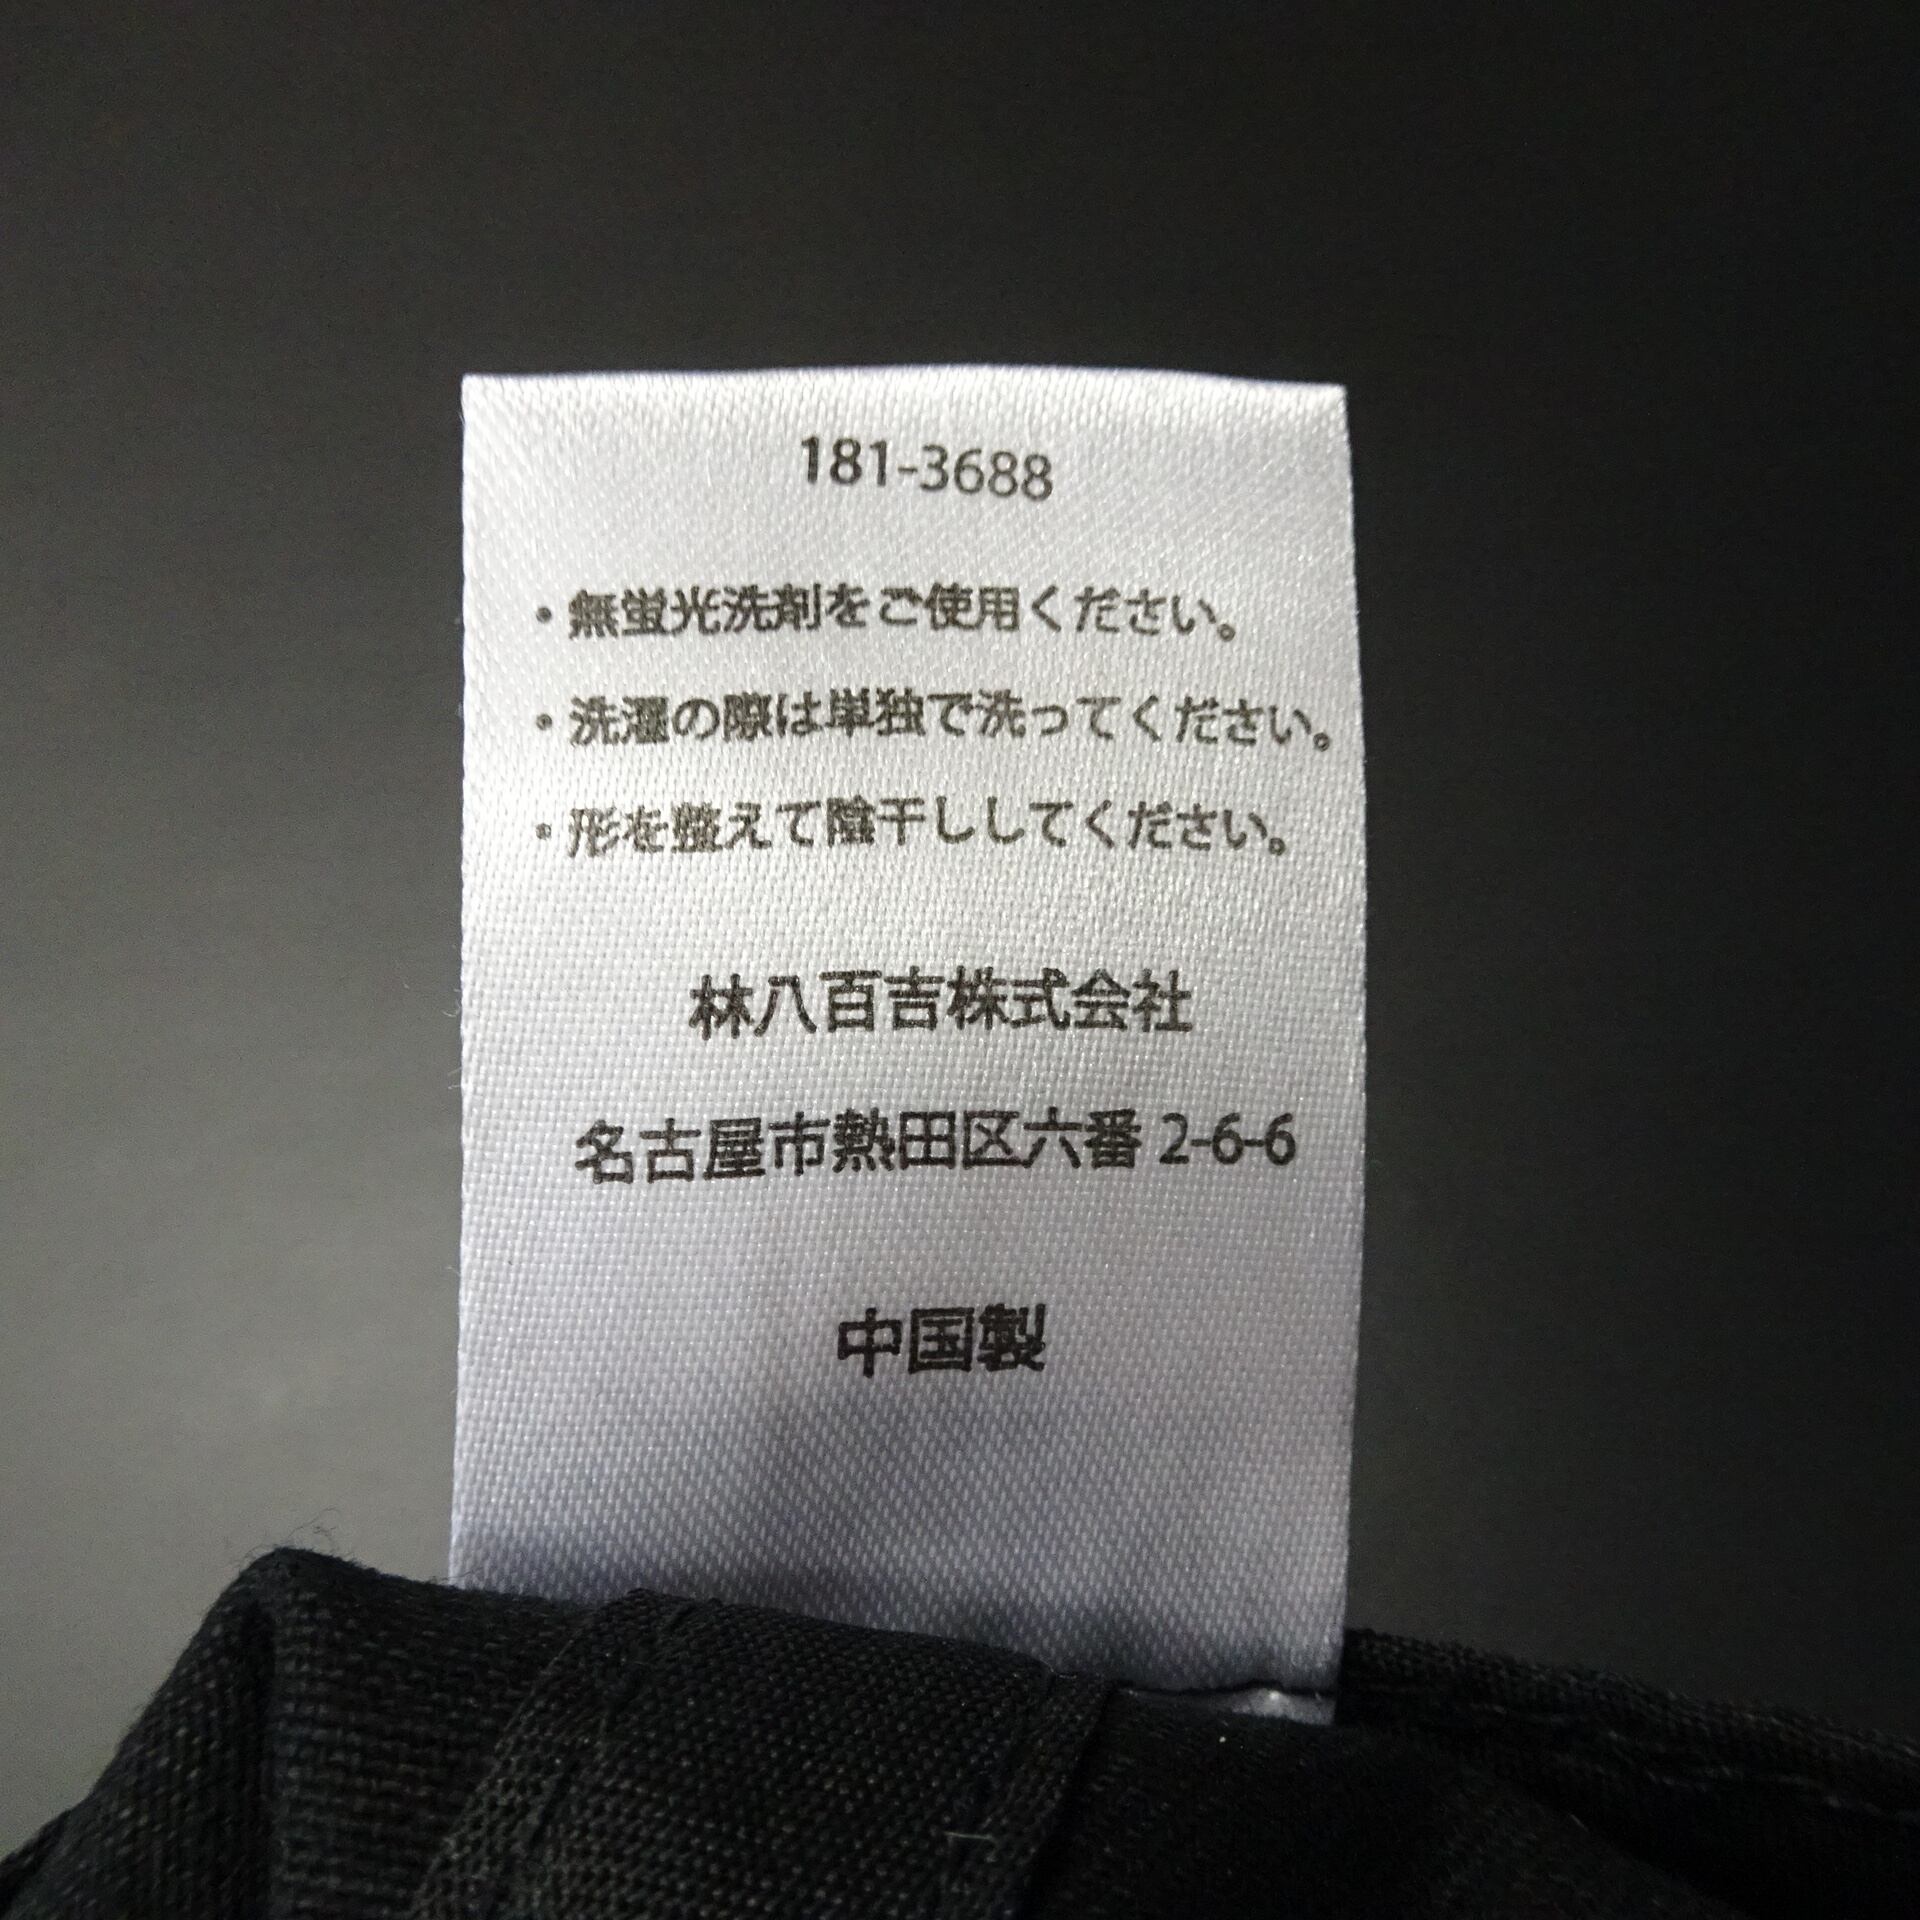 181-3688
・無蛍光洗剤をご使用ください。
・洗濯の際は単独で洗ってください。
・形を整えて陰干ししてください。
林八百吉株式会社
名古屋市熱田区六番2-6-6
中国製